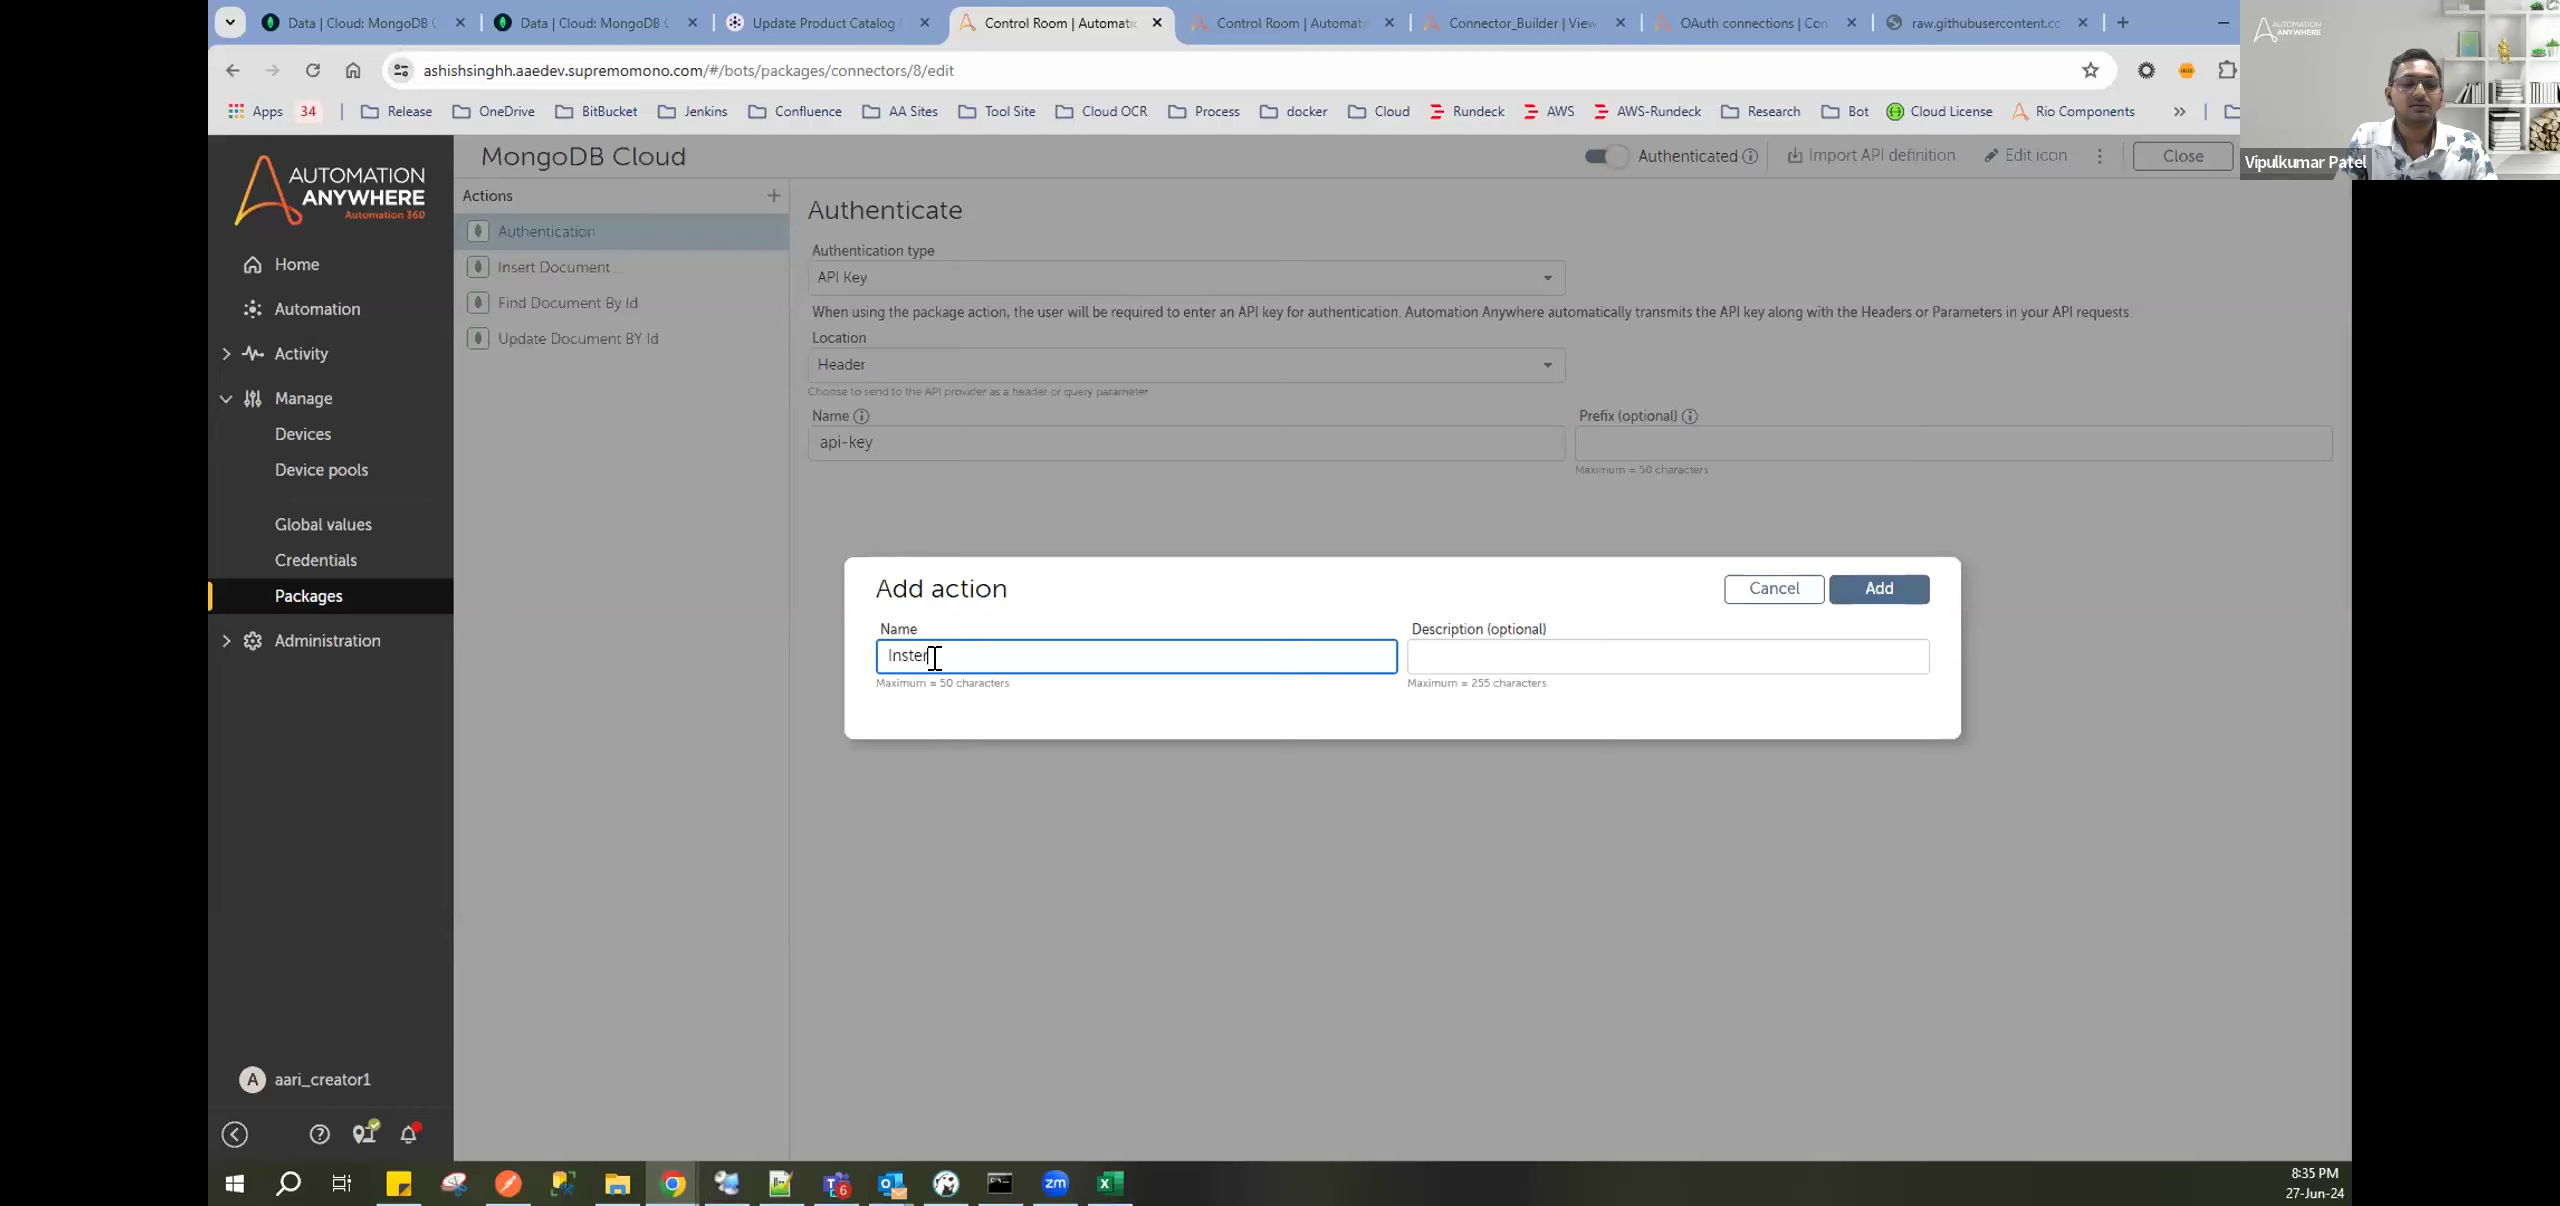 Data | Cloud: MongoDB C
Data | Cloud: MongoDB C
Update Product Catalog
Control Room | Automatic
Control Room | Automati
Connector_Builder | View
OAuth connections | Con
raw.githubusercontent.cc
ashishsinghh.aaedev.supremomono.com/#/bots/packages/connectors/8/edit
Apps 34 Release OneDrive BitBucket Jenkins Confluence AA Sites Tool Site Cloud OCR Process docker Cloud Rundeck AWS AWS-Rundeck Research Bot Cloud License Rio Components »
AUTOMATION
ANYWHERE
Vipulkumar Patel
AUTOMATION
ANYWHERE
Automation 360
Home
Automation
Activity
Manage
Devices
Device pools
Global values
Credentials
Packages
Administration
A aari_creator1
MongoDB Cloud
Authenticated
Import API definition
Edit icon
Close
Actions
Authentication
Insert Document
Find Document By Id
Update Document BY Id
Authenticate
Authentication type
API Key
When using the package action, the user will be required to enter an API key for authentication. Automation Anywhere automatically transmits the API key along with the Headers or Parameters in your API requests.
Location
Header
Choose to send to the API provider as a header or query parameter
Name
Prefix (optional)
api-key
Maximum = 50 characters
Add action
Cancel
Add
Name
Description (optional)
Inster
Maximum = 50 characters
Maximum = 255 characters
6
zm
8:35 PM
27-Jun-24